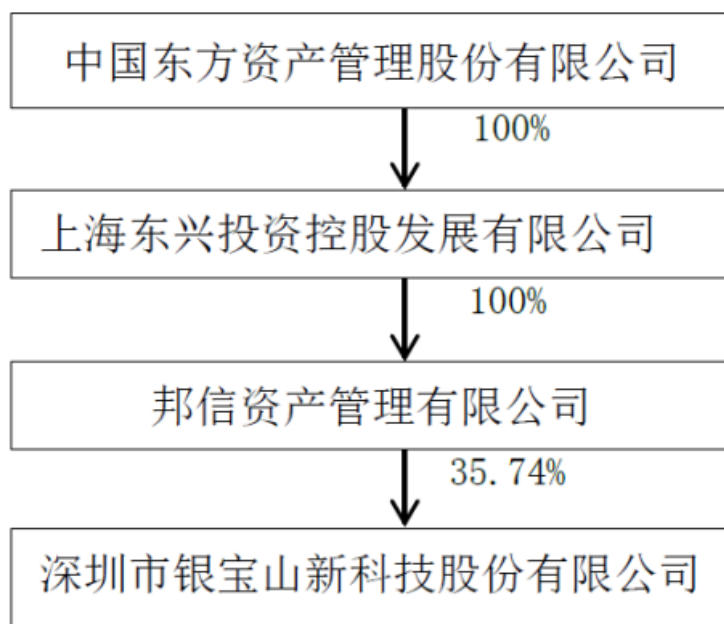 中国东方资产管理股份有限公司
100%
上海东兴投资控股发展有限公司
100%
邦信资产管理有限公司
35.74%
深圳市银宝山新科技股份有限公司